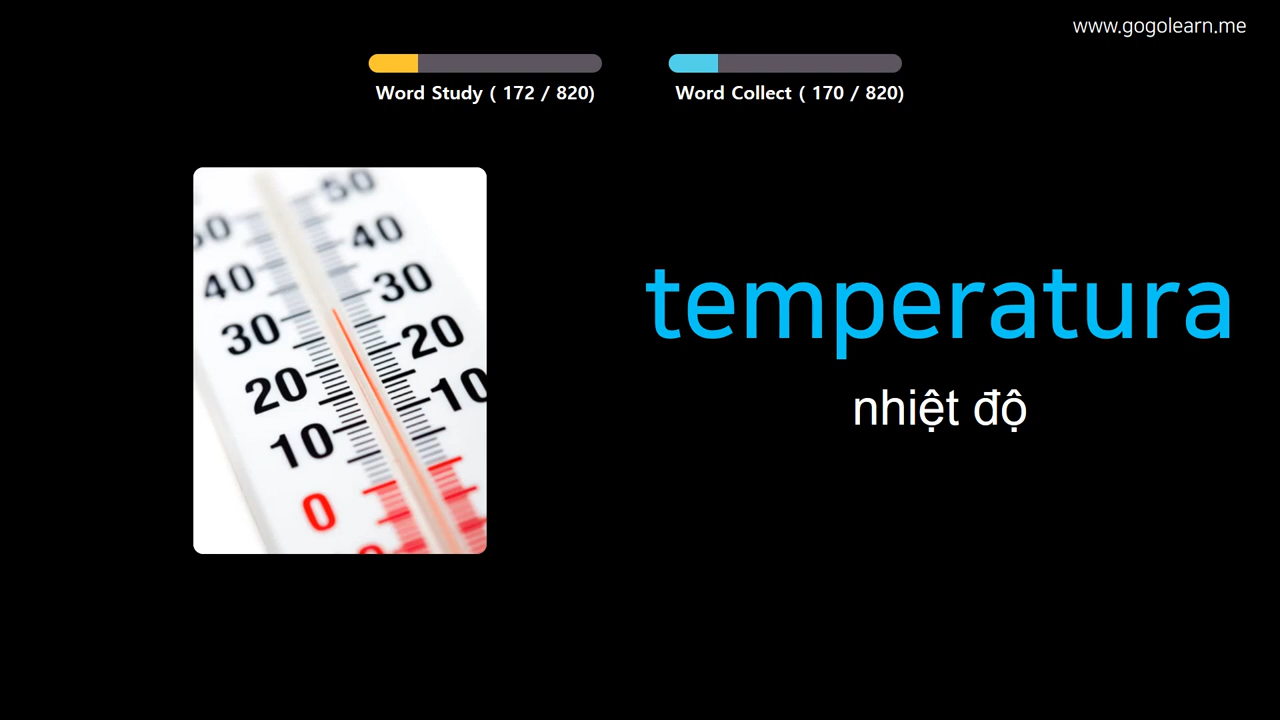 www.gogolearn.me
Word Study ( 172 / 820)
Word Collect ( 170 / 820)
50
40
40
30
30
20
20
10
10
0
temperatura
nhiệt độ